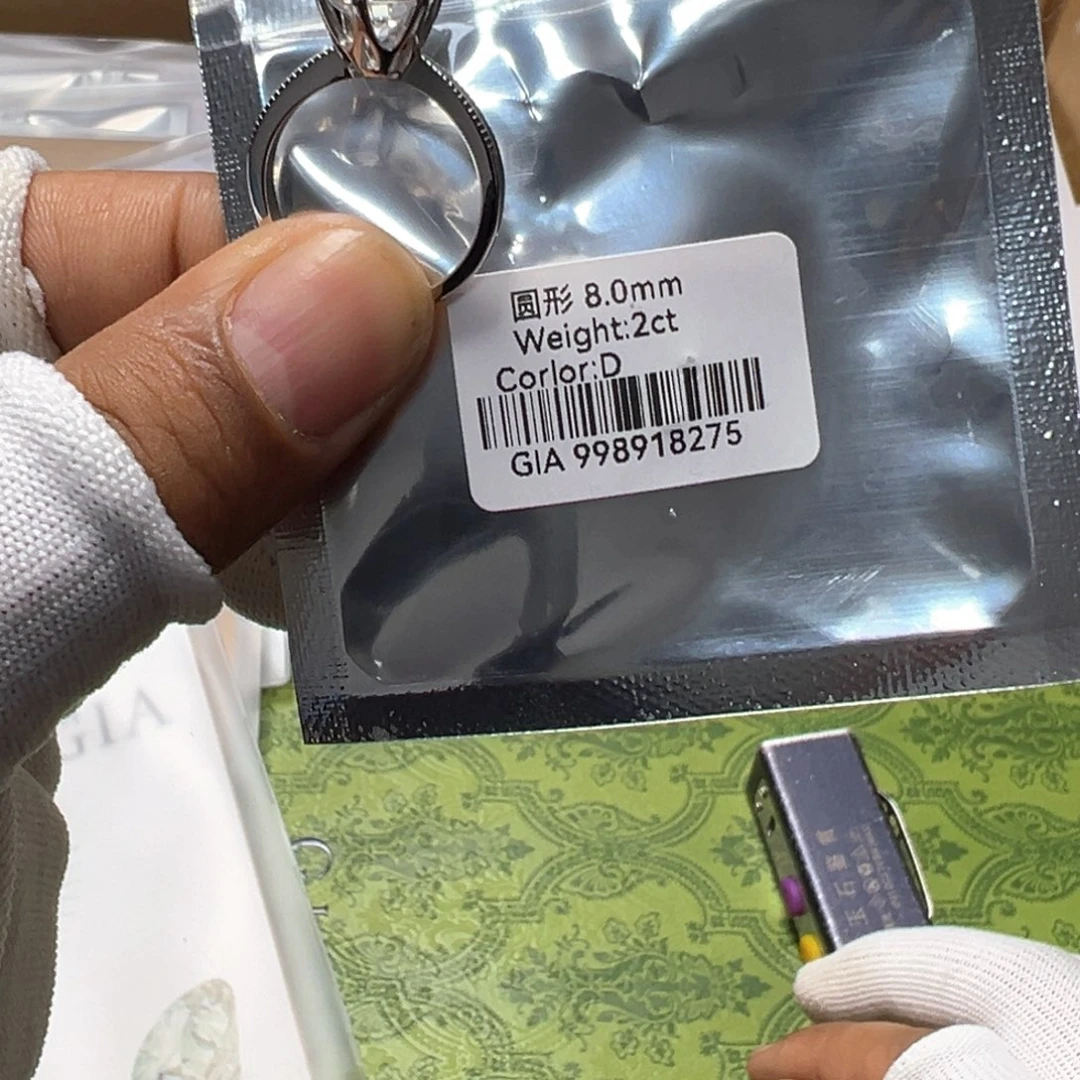 圆形 8.0mm
Weight:2ct
Corlor:D
GIA 998918275
GIA